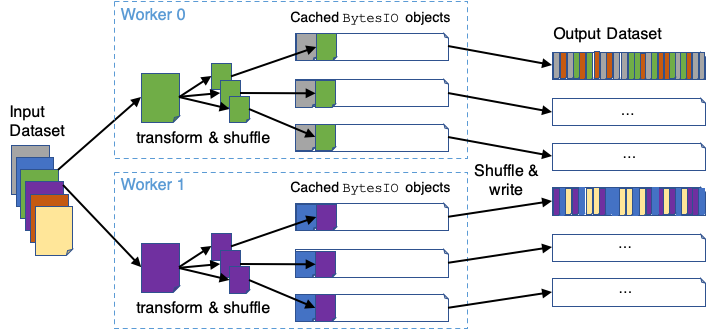 Worker 0
Cached BytesIO objects
Output Dataset
Input
Dataset
transform & shuffle
...
...
Worker 1
Cached BytesIO objects
Shuffle &
write
transform & shuffle
...
...